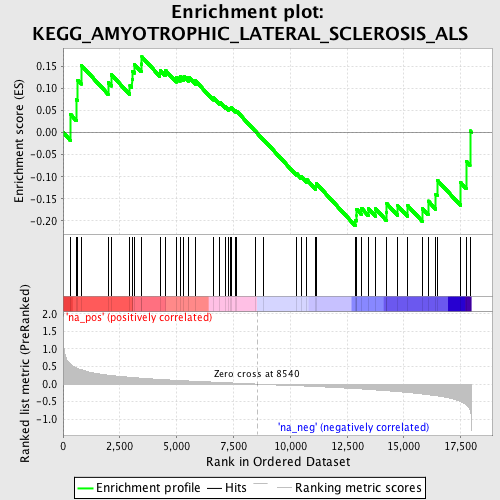 Enrichment plot:
KEGG_AMYOTROPHIC_LATERAL_SCLEROSIS_ALS
Enrichment score (ES)
0.15
0.10
0.05
0.00
-0.05
-0.10
-0.15
-0.20
'na_pos' (positively correlated)
Ranked list metric (PreRanked)
2.0
1.5
1.0
0.5
0.0
-0.5
-1.0
Zero cross at 8540
'na_neg' (negatively correlated)
0 2,500 5,000 7,500 10,000 12,500 15,000 17,500
Rank in Ordered Dataset
Enrichment profile Hits Ranking metric scores